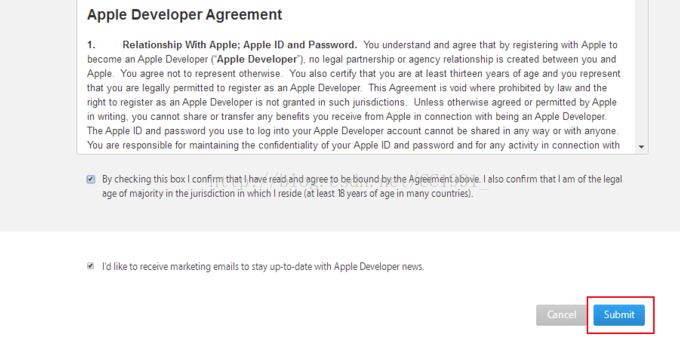 Apple Developer Agreement
1. Relationship With Apple; Apple ID and Password. You understand and agree that by registering with Apple to
become an Apple Developer ("Apple Developer"), no legal partnership or agency relationship is created between you and
Apple. You agree not to represent otherwise. You also certify that you are at least thirteen years of age and you represent
that you are legally permitted to register as an Apple Developer. This Agreement is void where prohibited by law and the
right to register as an Apple Developer is not granted in such jurisdictions. Unless otherwise agreed or permitted by Apple
in writing, you cannot share or transfer any benefits you receive from Apple in connection with being an Apple Developer.
The Apple ID and password you use to log into your Apple Developer account cannot be shared in any way or with anyone.
You are responsible for maintaining the confidentiality of your Apple ID and password and for any activity in connection with
By checking this box I confirm that I have read and agree to be bound by the Agreement above. I also confirm that I am of the legal
age of majority in the jurisdiction in which I reside (at least 18 years of age in many countries).
I'd like to receive marketing emails to stay up-to-date with Apple Developer news.
Cancel Submit